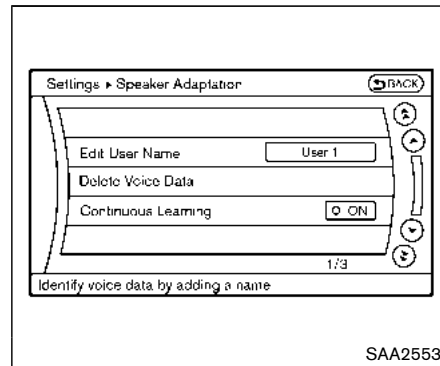 Settings ▸ Speaker Adaptation BACK
Edit User Name User 1
Delete Voice Data
Continuous Learning ON
1/3
Identify voice data by adding a name
SAA2553